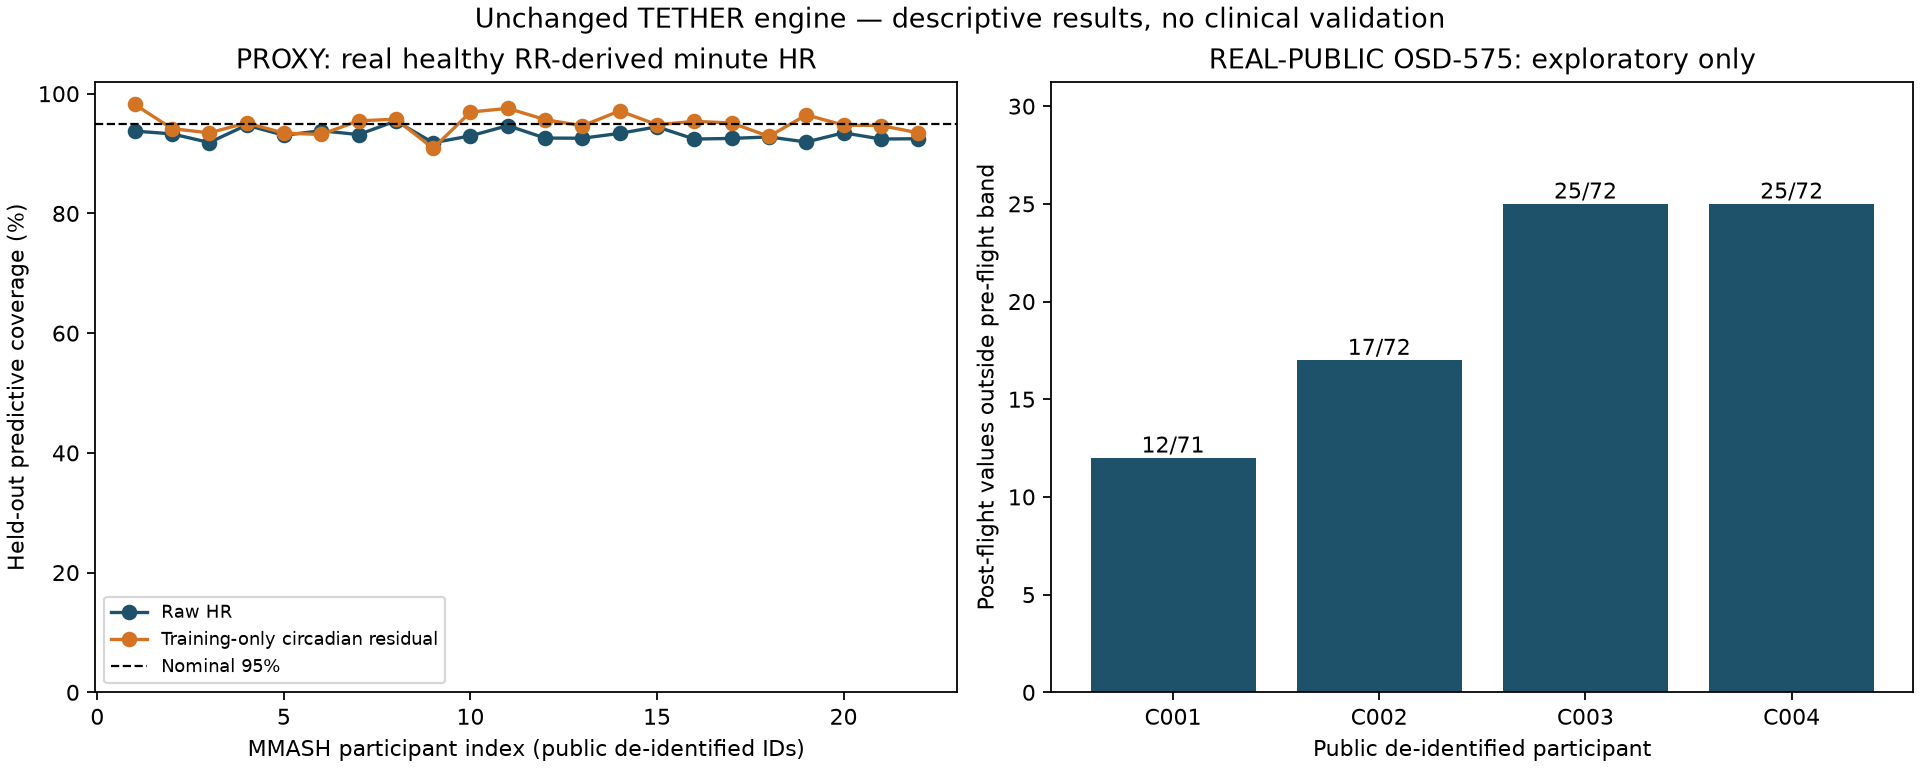 Unchanged TETHER engine — descriptive results, no clinical validation
PROXY: real healthy RR-derived minute HR
Held-out predictive coverage (%)
100
80
60
40
20
0
Raw HR
Training-only circadian residual
Nominal 95%
0
5
10
15
20
MMASH participant index (public de-identified IDs)
REAL-PUBLIC OSD-575: exploratory only
Post-flight values outside pre-flight band
30
25
20
15
10
5
0
12/71
17/72
25/72
25/72
C001
C002
C003
C004
Public de-identified participant